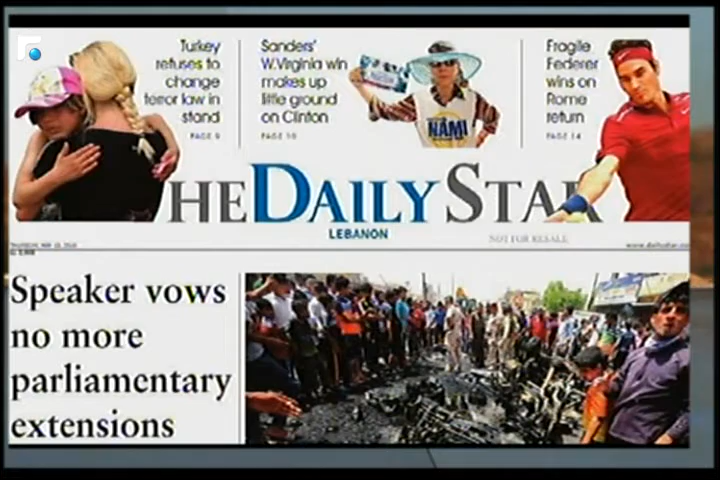 Turkey
refuses to
change
terror law in
stand
PAGE 9
Sanders'
W.Virginia win
makes up
little ground
on Clinton
PAGE 10
Fragile
Federer
wins on
Rome
return
PAGE 14
NAMI
HE DAILY STAR
LEBANON
NOT FOR RESALE
Speaker vows
no more
parliamentary
extensions